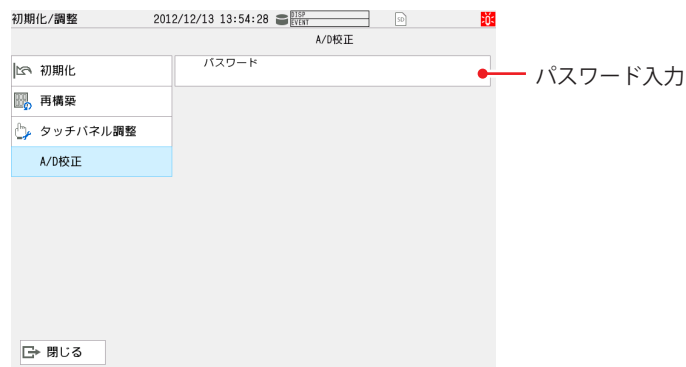 初期化/調整 2012/12/13 13:54:28 DISP EVENT SD
A/D校正
初期化
パスワード
パスワード入力
再構築
タッチパネル調整
A/D校正
閉じる